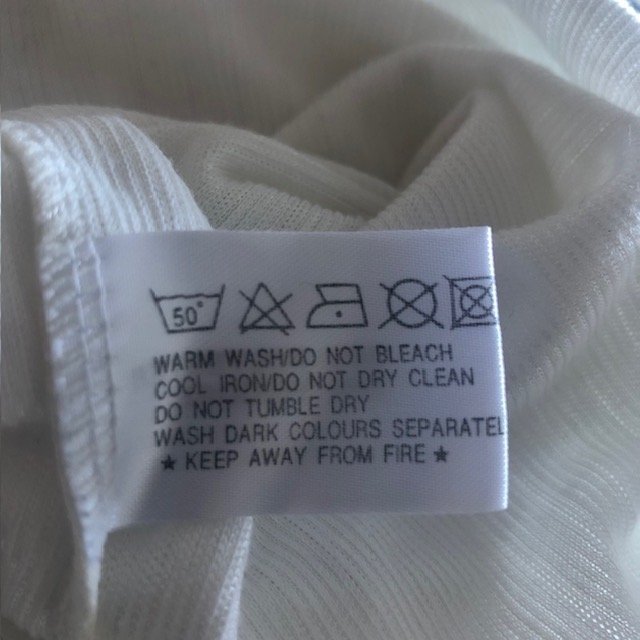 50°
WARM WASH/DO NOT BLEACH
COOL IRON/DO NOT DRY CLEAN
DO NOT TUMBLE DRY
WASH DARK COLOURS SEPARATEL
★ KEEP AWAY FROM FIRE ★